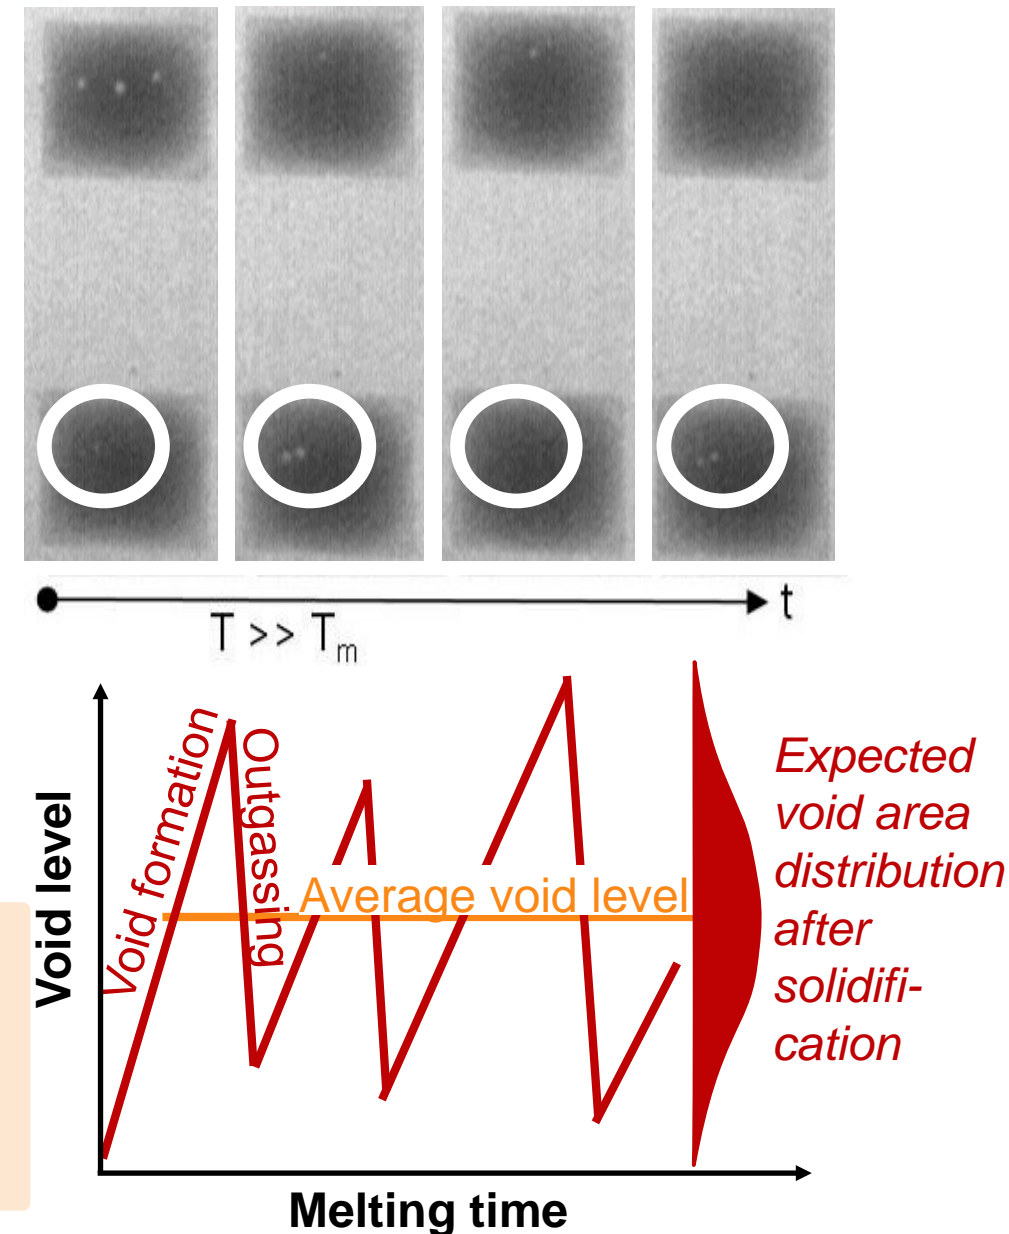 t
T >> Tm
Void level
Void formation
Outgassing
Average void level
Expected
void area
distribution
after
solidifi-
cation
Melting time